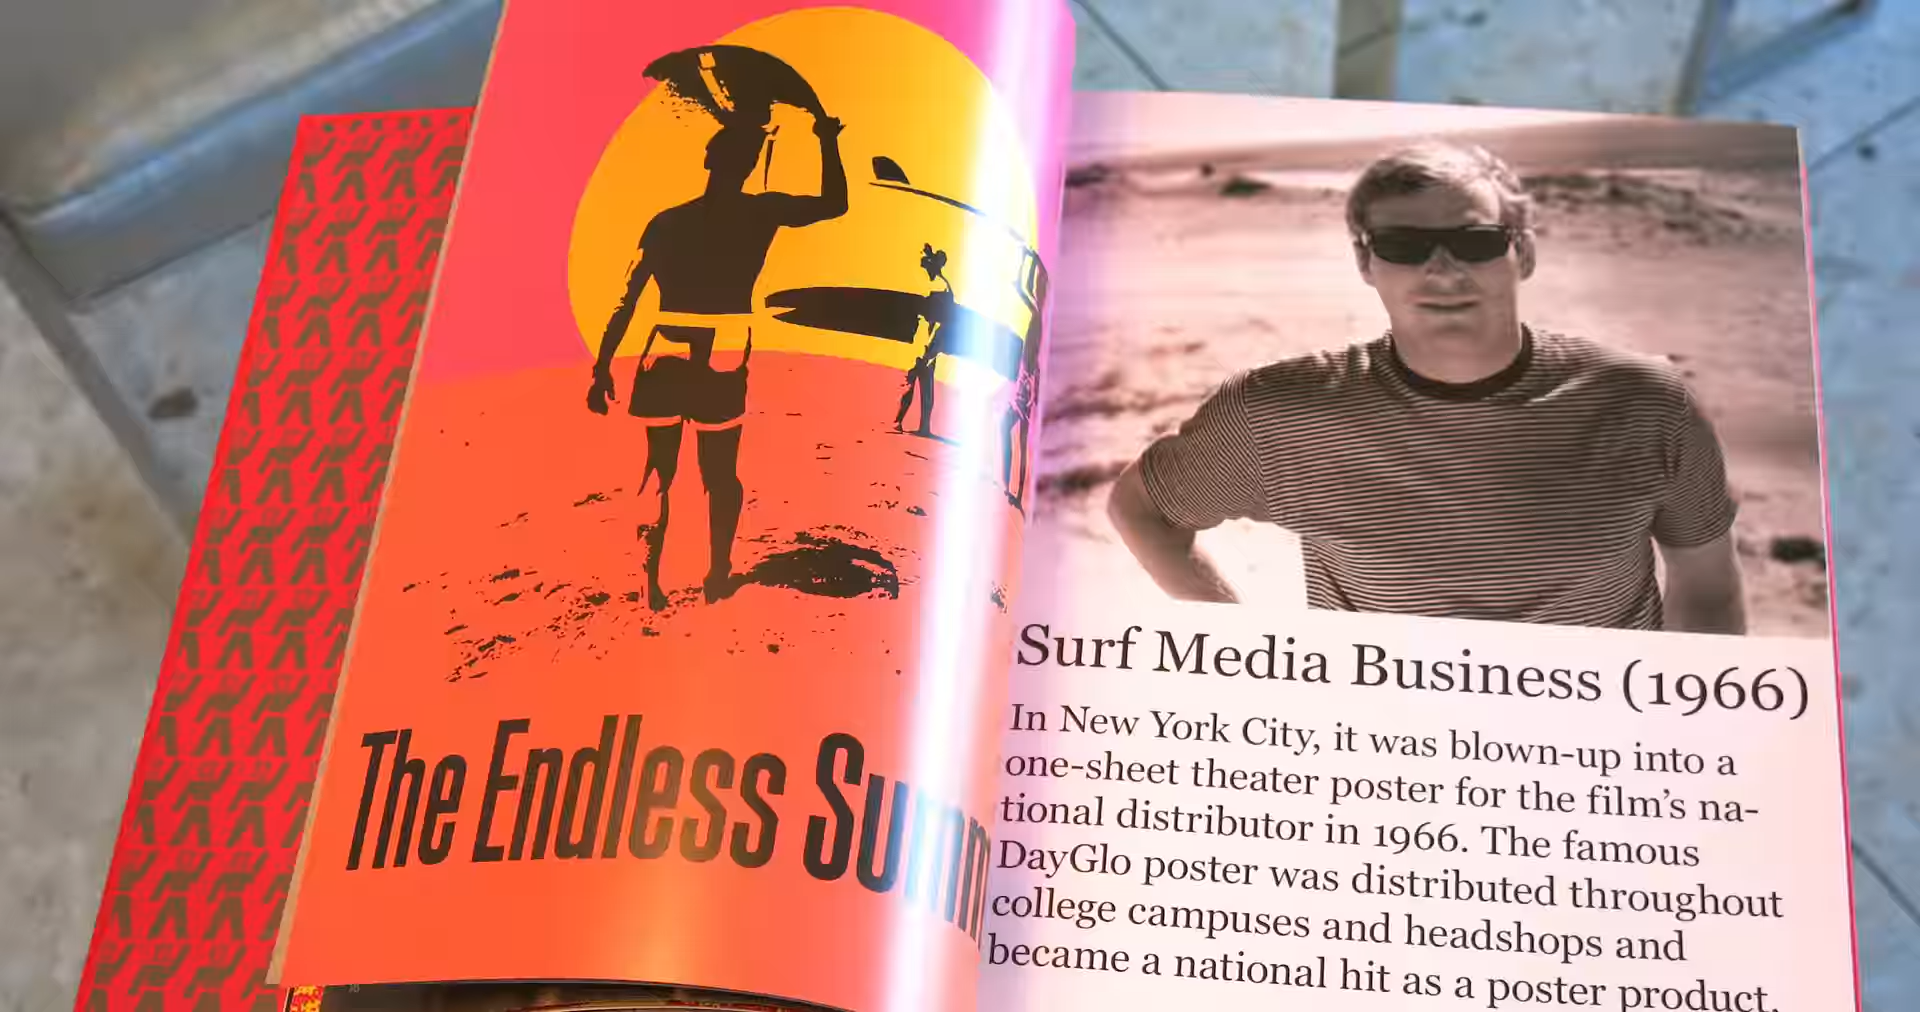 The Endless Summ
Surf Media Business (1966)
In New York City, it was blown-up into a
one-sheet theater poster for the film’s na-
tional distributor in 1966. The famous
DayGlo poster was distributed throughout
college campuses and headshops and
became a national hit as a poster product.